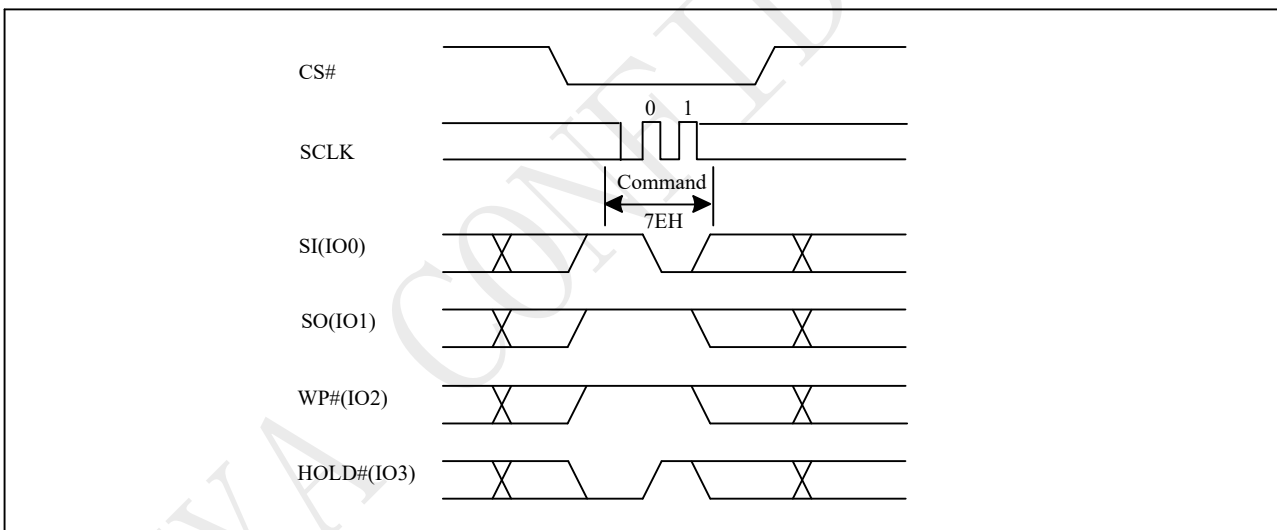 CS#
0 1
SCLK
Command
7EH
SI(IO0)
SO(IO1)
WP#(IO2)
HOLD#(IO3)